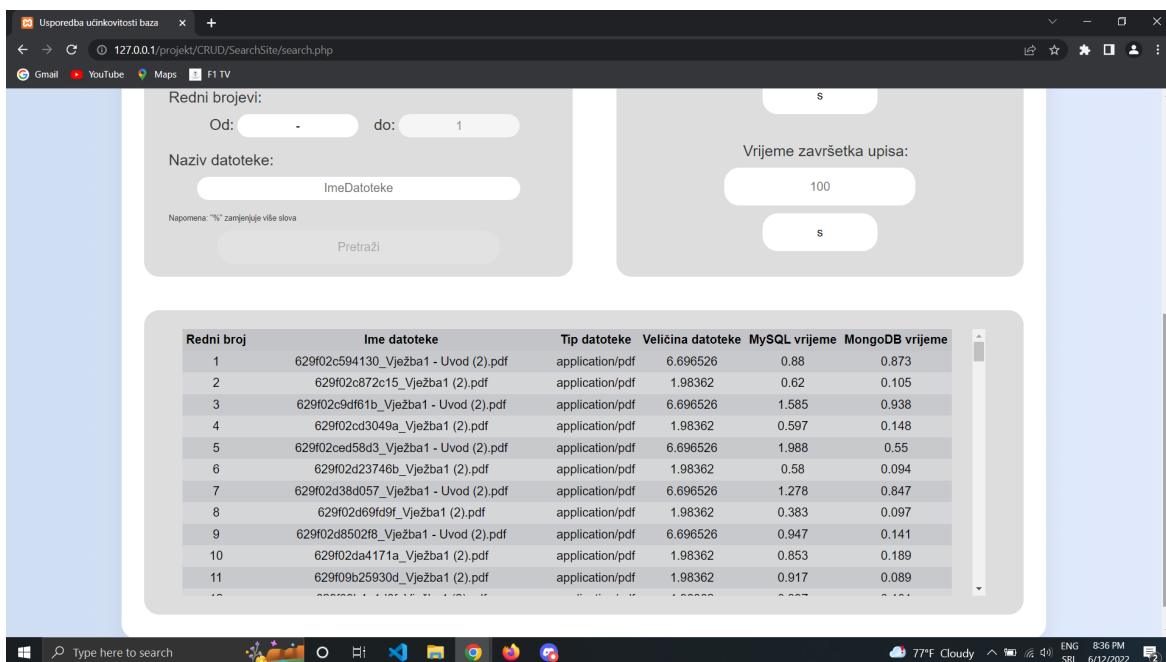 Usporedba učinkovitosti baza
127.0.0.1/projekt/CRUD/SearchSite/search.php
Gmail YouTube Maps F1 TV
Redni brojevi:
Od: - do: 1
Naziv datoteke:
ImeDatoteke
Napomena: "%" zamjenjuje više slova
Pretraži
s
Vrijeme završetka upisa:
100
s
Redni broj Ime datoteke Tip datoteke Veličina datoteke MySQL vrijeme MongoDB vrijeme
1 629f02c594130_Vježba1 - Uvod (2).pdf application/pdf 6.696526 0.88 0.873
2 629f02c872c15_Vježba1 (2).pdf application/pdf 1.98362 0.62 0.105
3 629f02c9df61b_Vježba1 - Uvod (2).pdf application/pdf 6.696526 1.585 0.938
4 629f02cd3049a_Vježba1 (2).pdf application/pdf 1.98362 0.597 0.148
5 629f02ced58d3_Vježba1 - Uvod (2).pdf application/pdf 6.696526 1.988 0.55
6 629f02d23746b_Vježba1 (2).pdf application/pdf 1.98362 0.58 0.094
7 629f02d38d057_Vježba1 - Uvod (2).pdf application/pdf 6.696526 1.278 0.847
8 629f02d69fd9f_Vježba1 (2).pdf application/pdf 1.98362 0.383 0.097
9 629f02d8502f8_Vježba1 - Uvod (2).pdf application/pdf 6.696526 0.947 0.141
10 629f02da4171a_Vježba1 (2).pdf application/pdf 1.98362 0.853 0.189
11 629f09b25930d_Vježba1 (2).pdf application/pdf 1.98362 0.917 0.089
Type here to search
77°F Cloudy
ENG 8:36 PM
SRL 6/12/2022